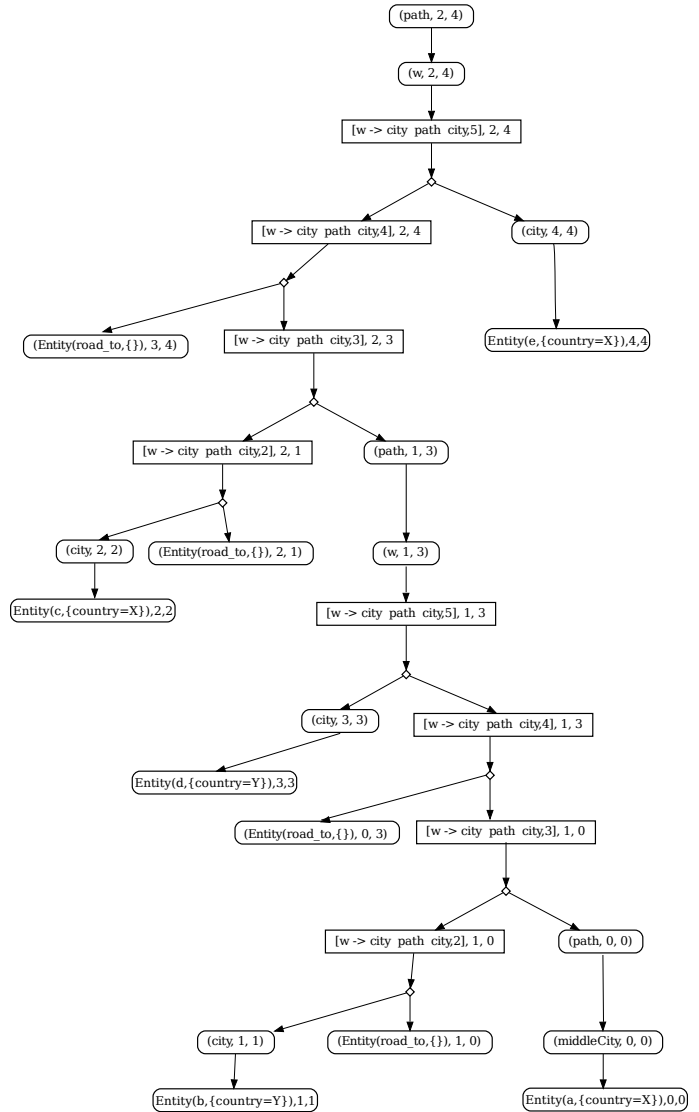 (path, 2, 4)
(w, 2, 4)
[w -> city  path  city,5], 2, 4
[w -> city  path  city,4], 2, 4
(city, 4, 4)
(Entity(road_to,{}), 3, 4)
[w -> city  path  city,3], 2, 3
Entity(e,{country=X}),4,4
[w -> city  path  city,2], 2, 1
(path, 1, 3)
(city, 2, 2)
(Entity(road_to,{}), 2, 1)
(w, 1, 3)
Entity(c,{country=X}),2,2
[w -> city  path  city,5], 1, 3
(city, 3, 3)
[w -> city  path  city,4], 1, 3
Entity(d,{country=Y}),3,3
(Entity(road_to,{}), 0, 3)
[w -> city  path  city,3], 1, 0
[w -> city  path  city,2], 1, 0
(path, 0, 0)
(city, 1, 1)
(Entity(road_to,{}), 1, 0)
(middleCity, 0, 0)
Entity(b,{country=Y}),1,1
Entity(a,{country=X}),0,0